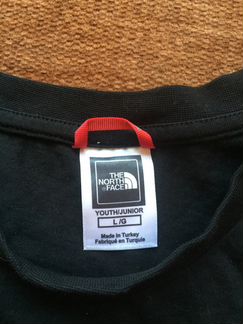 THE
NORTH
FACE
YOUTH/JUNIOR
L/G
Made in Turkey
Fabriqué en Turquie